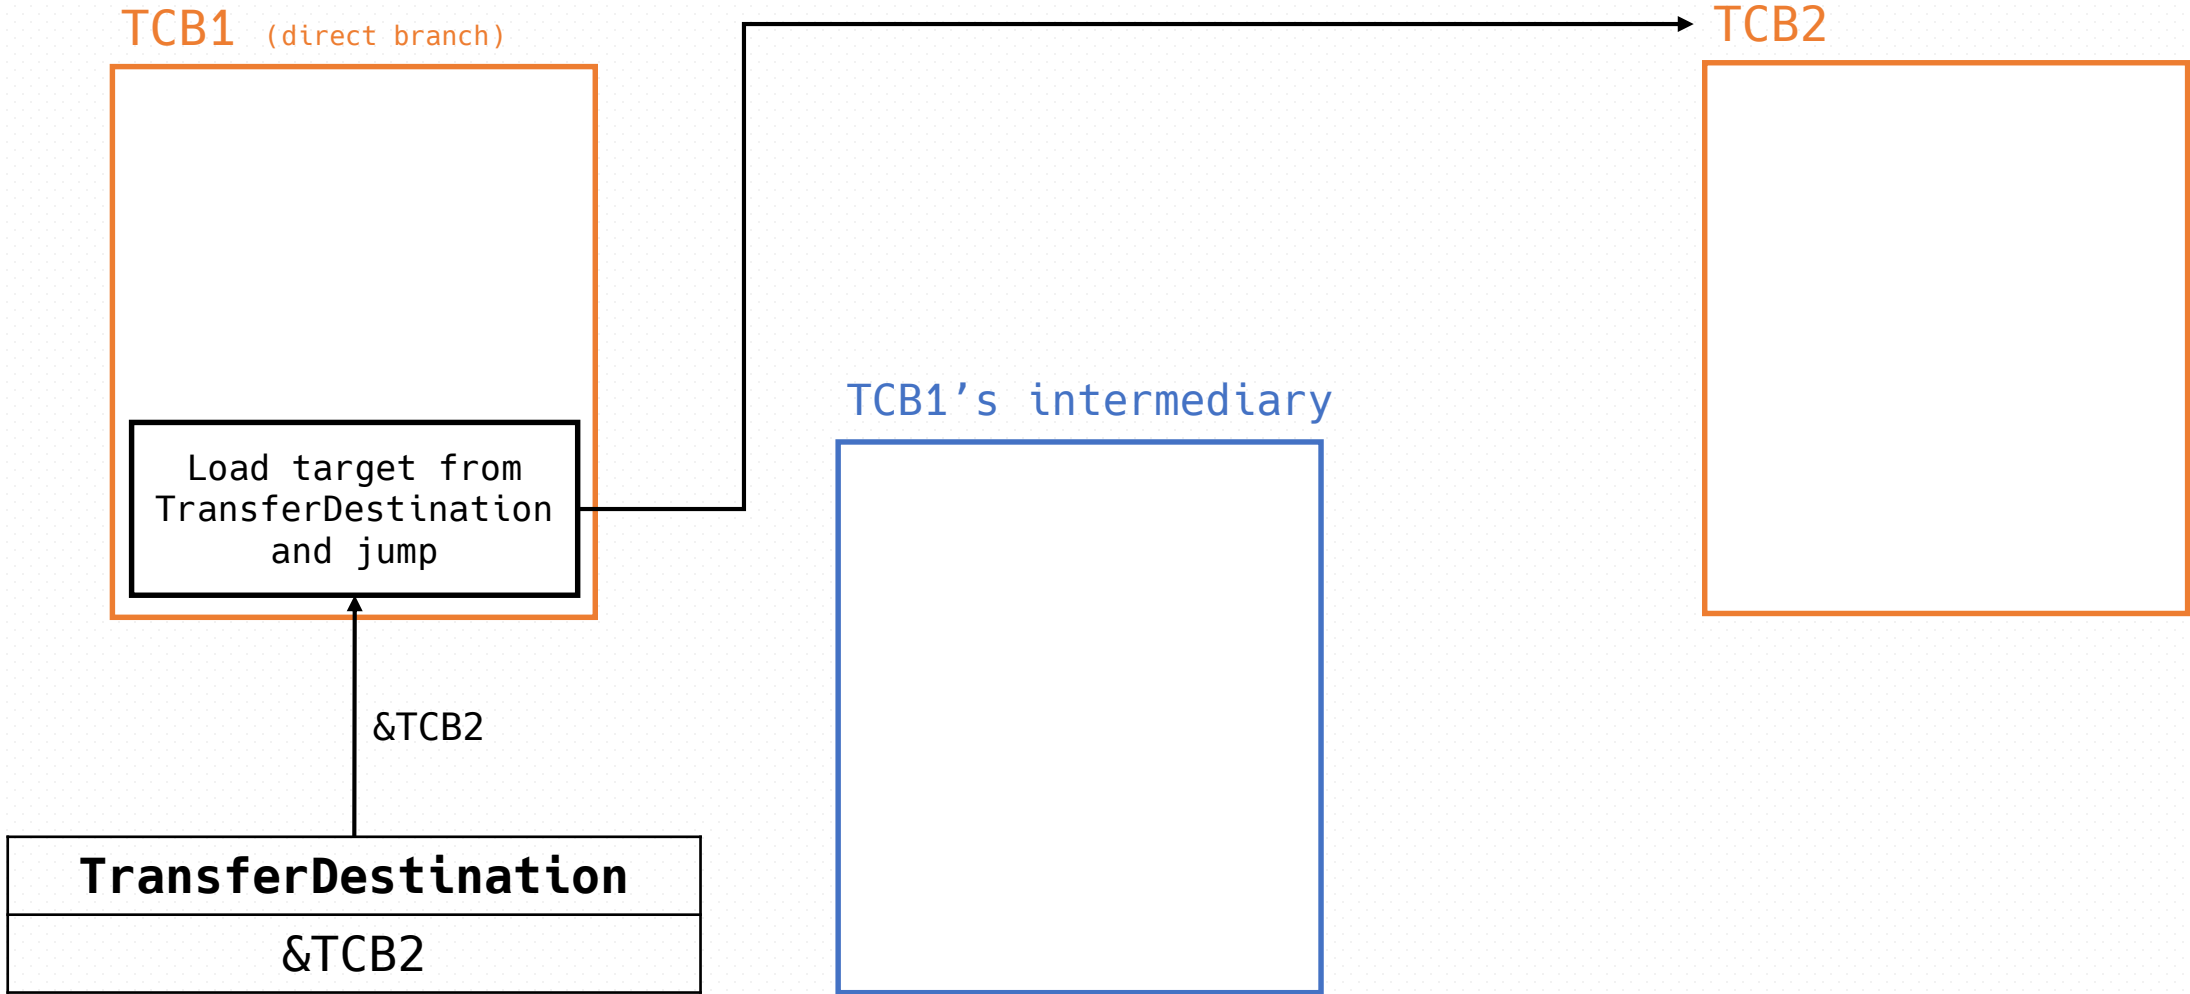 TCB1 (direct branch)
TCB2
TCB1’s intermediary
Load target from
TransferDestination
and jump
&TCB2
TransferDestination
&TCB2